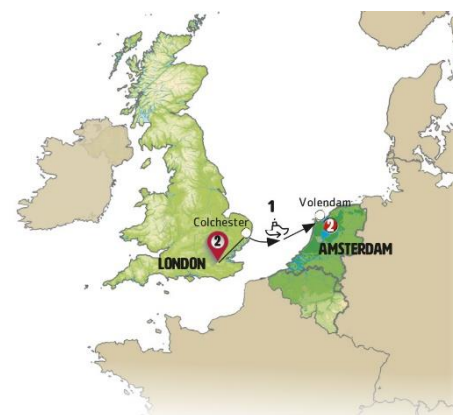 1
Volendam
Colchester
2
2
LONDON
AMSTERDAM